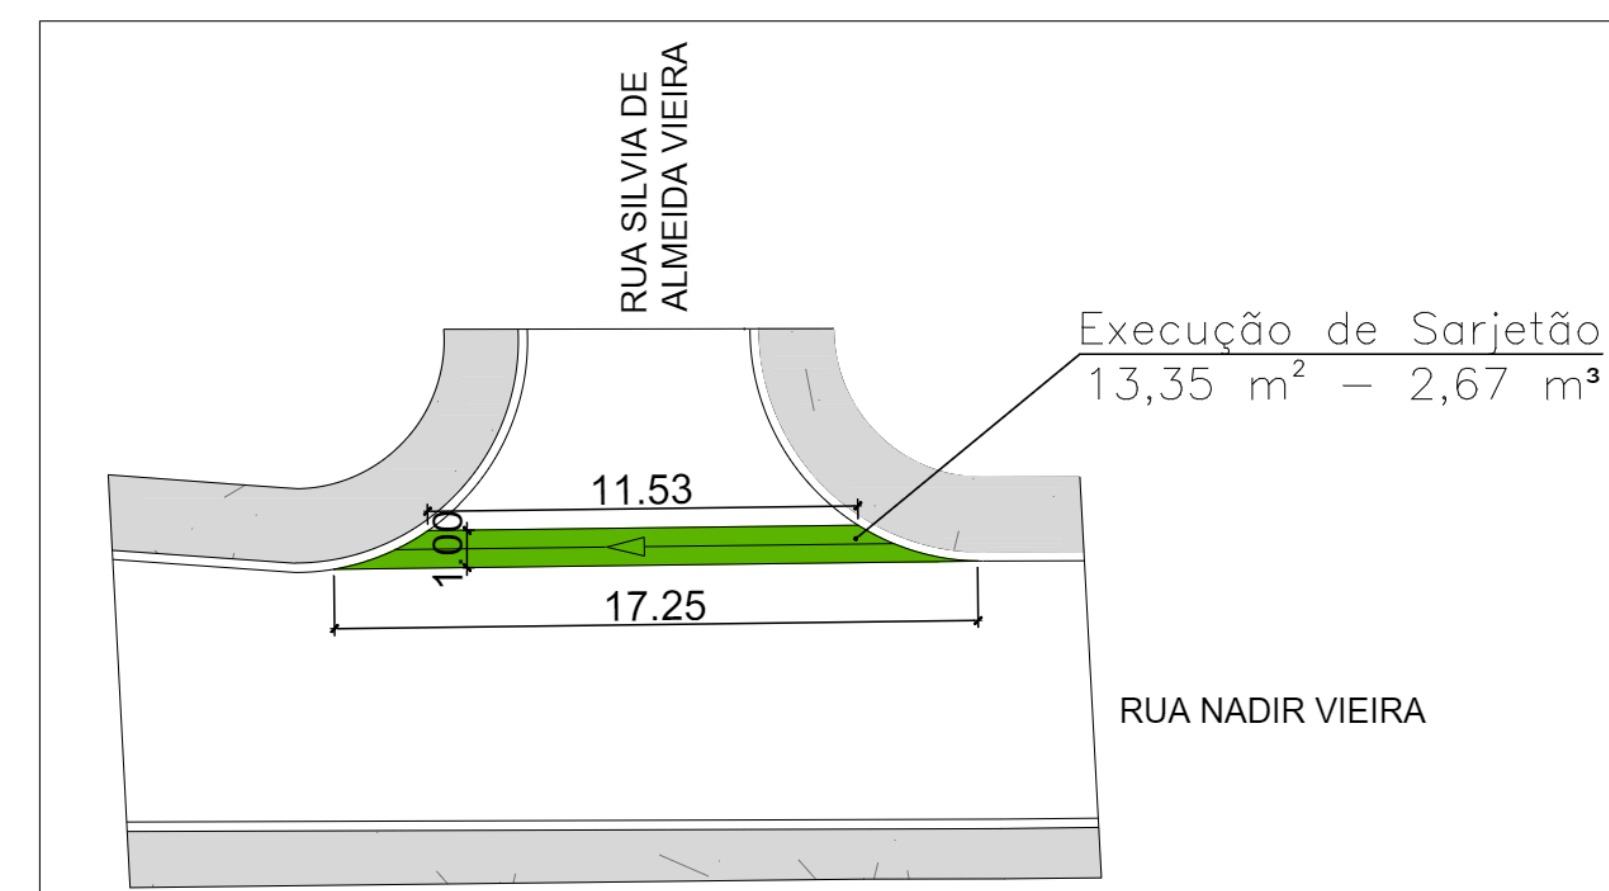 RUA SILVIA DE
ALMEIDA VIEIRA
Execução de Sarjetão
13,35 m² – 2,67 m³
11.53
1.00
17.25
RUA NADIR VIEIRA